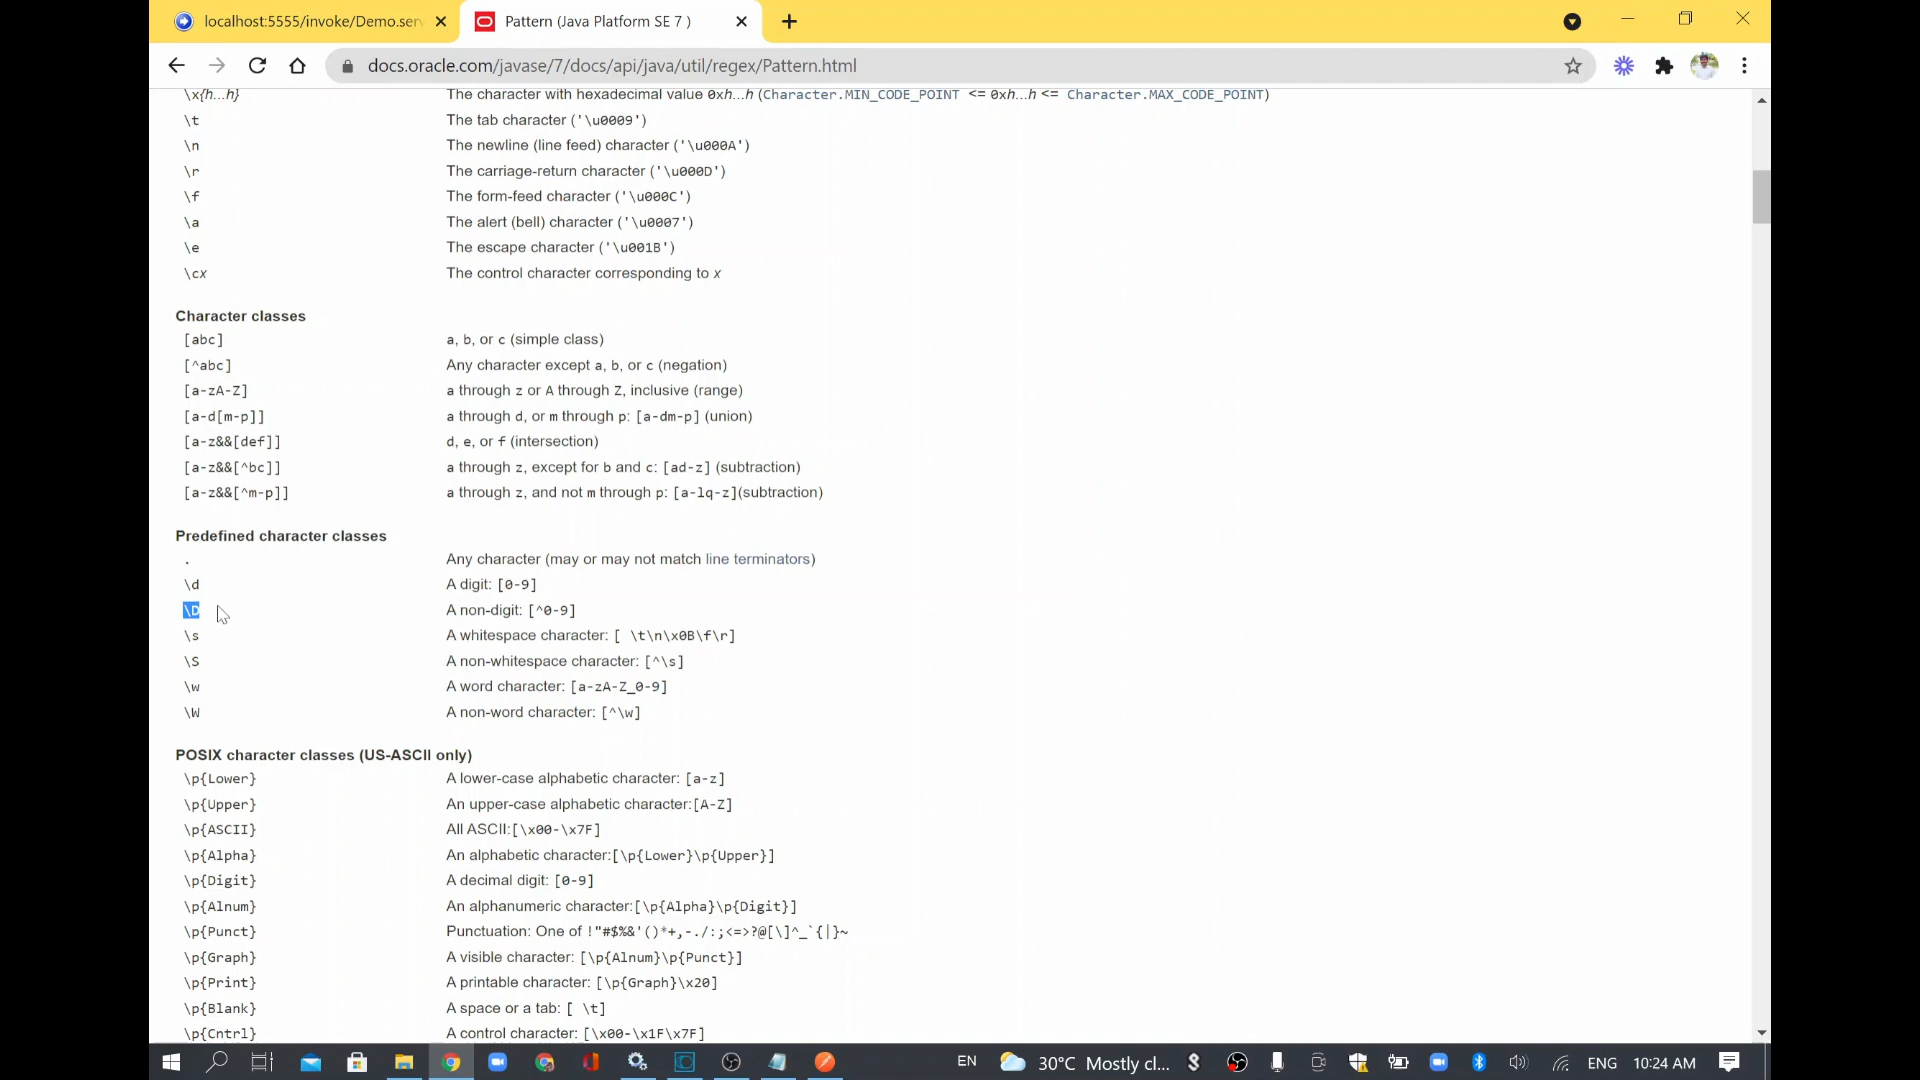 localhost:5555/invoke/Demo.serv
Pattern (Java Platform SE 7 )
docs.oracle.com/javase/7/docs/api/java/util/regex/Pattern.html
\x{h...h} The character with hexadecimal value 0xh...h (Character.MIN_CODE_POINT <= 0xh...h <= Character.MAX_CODE_POINT)
\t The tab character ('\u0009')
\n The newline (line feed) character ('\u000A')
\r The carriage-return character ('\u000D')
\f The form-feed character ('\u000C')
\a The alert (bell) character ('\u0007')
\e The escape character ('\u001B')
\cx The control character corresponding to x
Character classes
[abc] a, b, or c (simple class)
[^abc] Any character except a, b, or c (negation)
[a-zA-Z] a through z or A through Z, inclusive (range)
[a-d[m-p]] a through d, or m through p: [a-dm-p] (union)
[a-z&&[def]] d, e, or f (intersection)
[a-z&&[^bc]] a through z, except for b and c: [ad-z] (subtraction)
[a-z&&[^m-p]] a through z, and not m through p: [a-lq-z](subtraction)
Predefined character classes
. Any character (may or may not match line terminators)
\d A digit: [0-9]
\D A non-digit: [^0-9]
\s A whitespace character: [ \t\n\x0B\f\r]
\S A non-whitespace character: [^\s]
\w A word character: [a-zA-Z_0-9]
\W A non-word character: [^\w]
POSIX character classes (US-ASCII only)
\p{Lower} A lower-case alphabetic character: [a-z]
\p{Upper} An upper-case alphabetic character:[A-Z]
\p{ASCII} All ASCII:[\x00-\x7F]
\p{Alpha} An alphabetic character:[\p{Lower}\p{Upper}]
\p{Digit} A decimal digit: [0-9]
\p{Alnum} An alphanumeric character:[\p{Alpha}\p{Digit}]
\p{Punct} Punctuation: One of !"#$%&'()*+,-./:;<=>?@[\]^_`{|}~
\p{Graph} A visible character: [\p{Alnum}\p{Punct}]
\p{Print} A printable character: [\p{Graph}\x20]
\p{Blank} A space or a tab: [ \t]
\p{Cntrl} A control character: [\x00-\x1F\x7F]
EN 30°C Mostly cl... ENG 10:24 AM